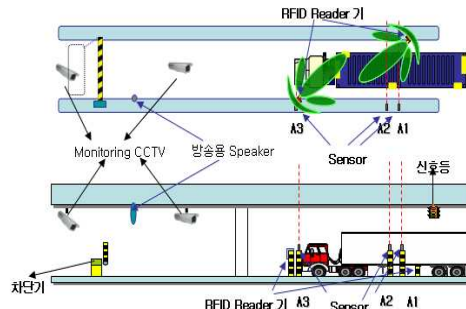 RFID Reader 기
A3
A2
A1
Sensor
Monitoring CCTV
방송용 Speaker
신호등
차단기
RFID Reader 기
A3
Sensor
A2
A1